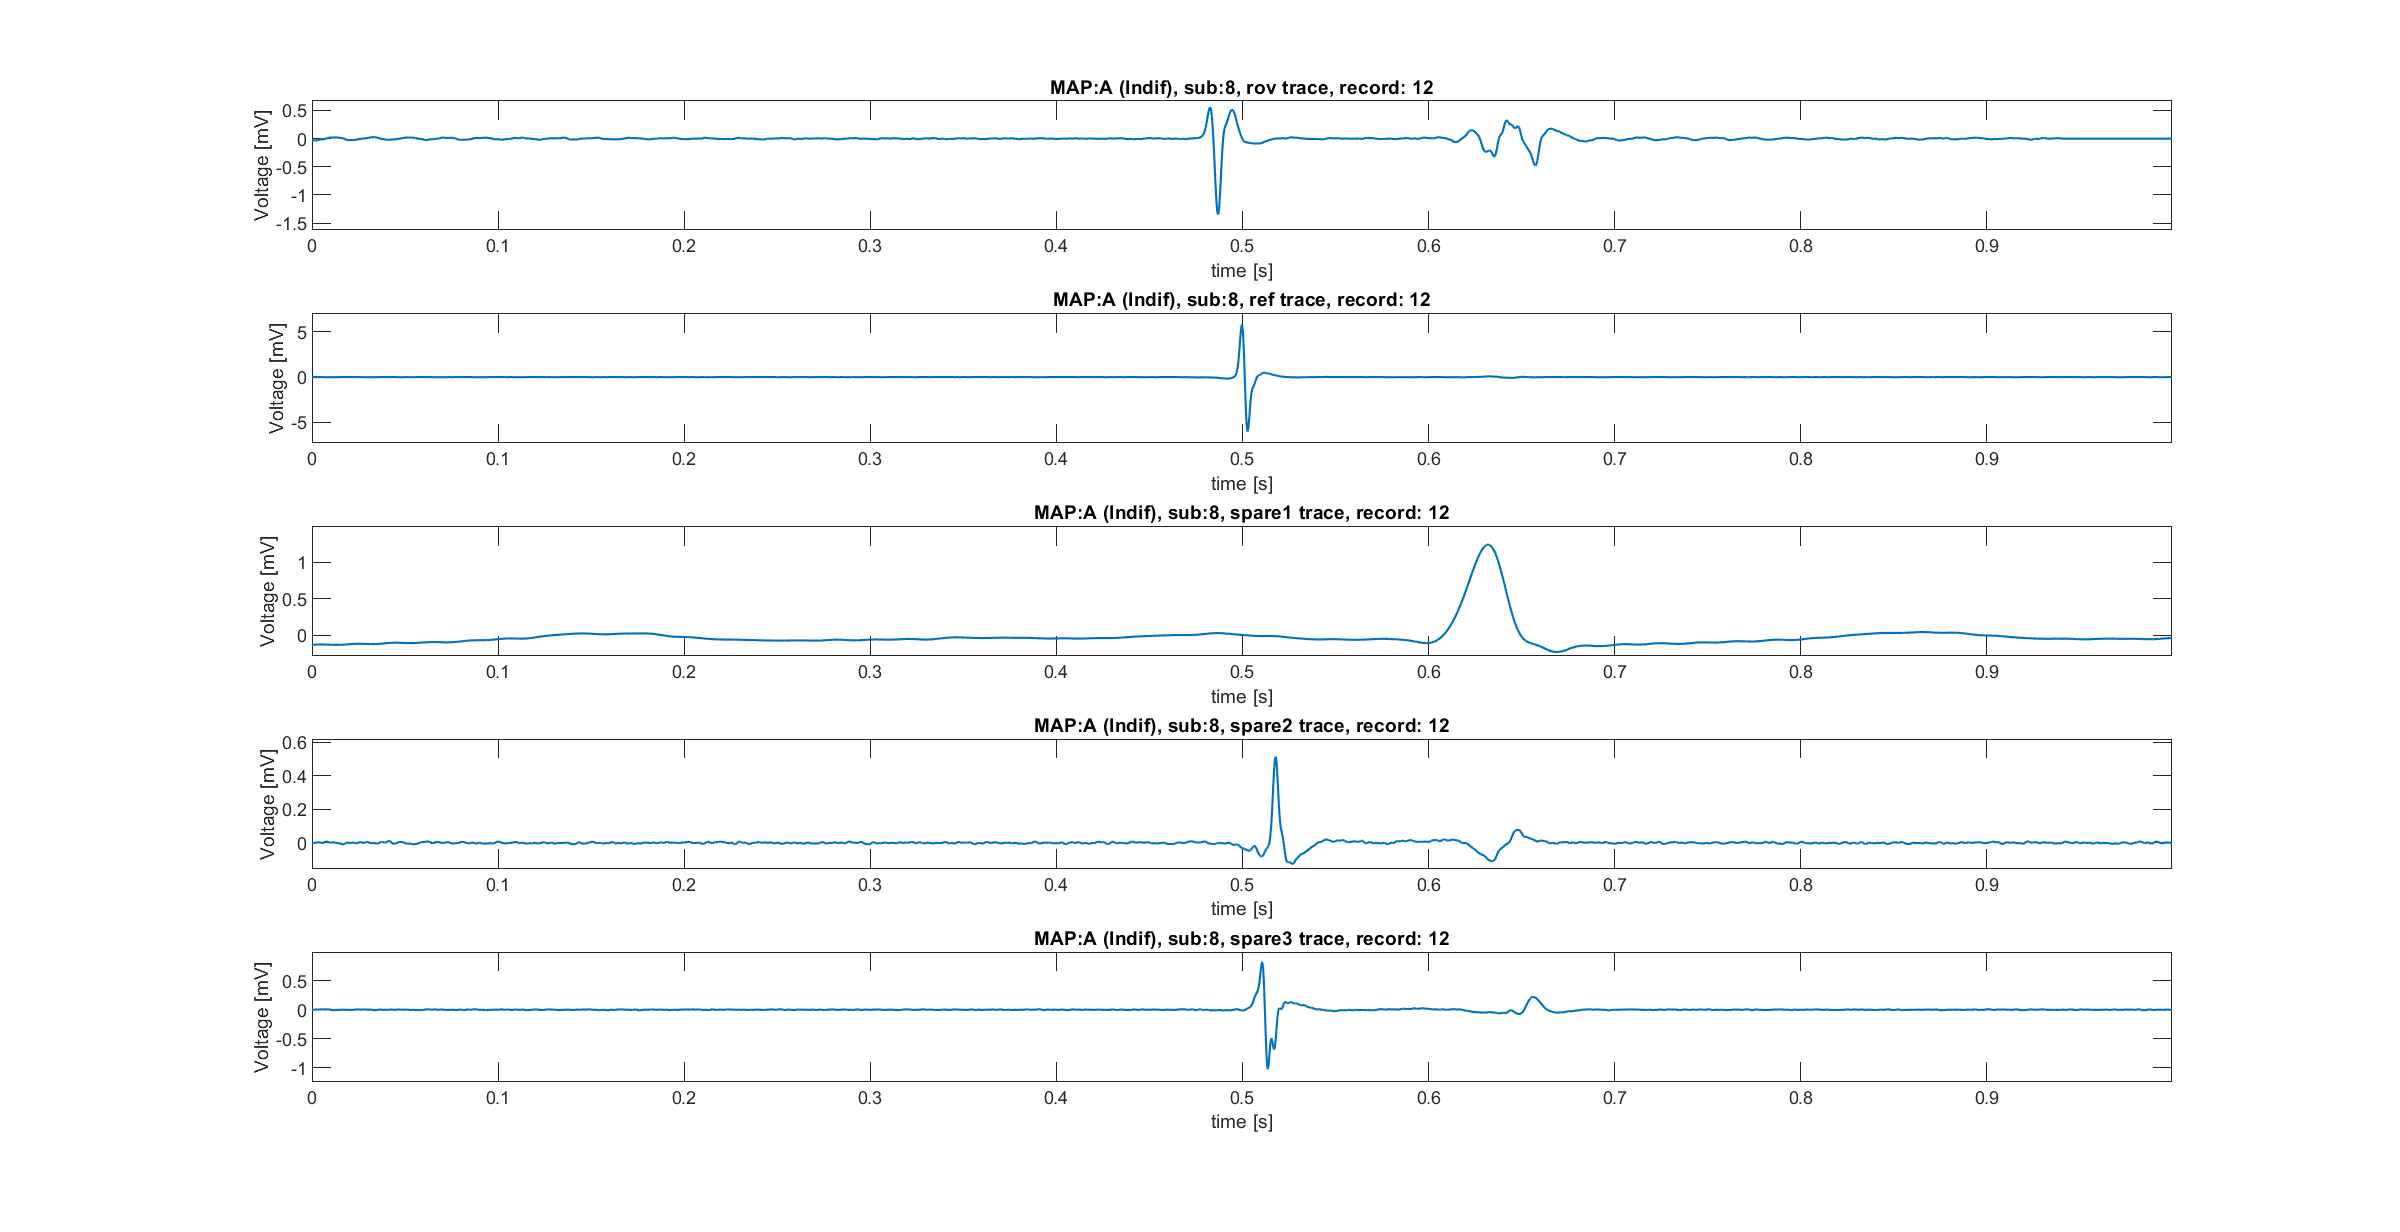 MAP:A (Indif), sub:8, rov trace, record: 12
Voltage [mV]
0.5
0
-0.5
-1
-1.5
0 0.1 0.2 0.3 0.4 0.5 0.6 0.7 0.8 0.9
time [s]
MAP:A (Indif), sub:8, ref trace, record: 12
Voltage [mV]
5
0
-5
0 0.1 0.2 0.3 0.4 0.5 0.6 0.7 0.8 0.9
time [s]
MAP:A (Indif), sub:8, spare1 trace, record: 12
Voltage [mV]
1
0.5
0
0 0.1 0.2 0.3 0.4 0.5 0.6 0.7 0.8 0.9
time [s]
MAP:A (Indif), sub:8, spare2 trace, record: 12
Voltage [mV]
0.6
0.4
0.2
0
0 0.1 0.2 0.3 0.4 0.5 0.6 0.7 0.8 0.9
time [s]
MAP:A (Indif), sub:8, spare3 trace, record: 12
Voltage [mV]
0.5
0
-0.5
-1
0 0.1 0.2 0.3 0.4 0.5 0.6 0.7 0.8 0.9
time [s]